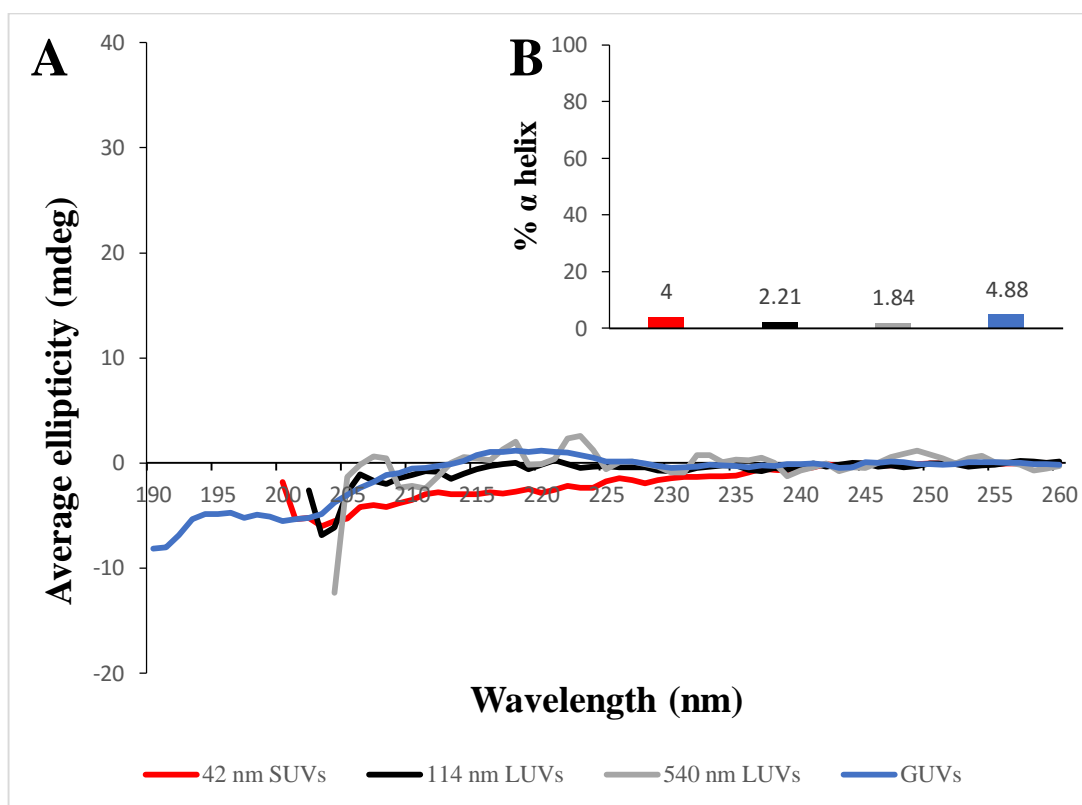 A
B
40
30
20
10
0
-10
-20
Average ellipticity (mdeg)
190 195 200 205 210 215 220 225 230 235 240 245 250 255 260
Wavelength (nm)
100
80
60
40
20
0
% α helix
4
2.21
1.84
4.88
42 nm SUVs 114 nm LUVs 540 nm LUVs GUVs